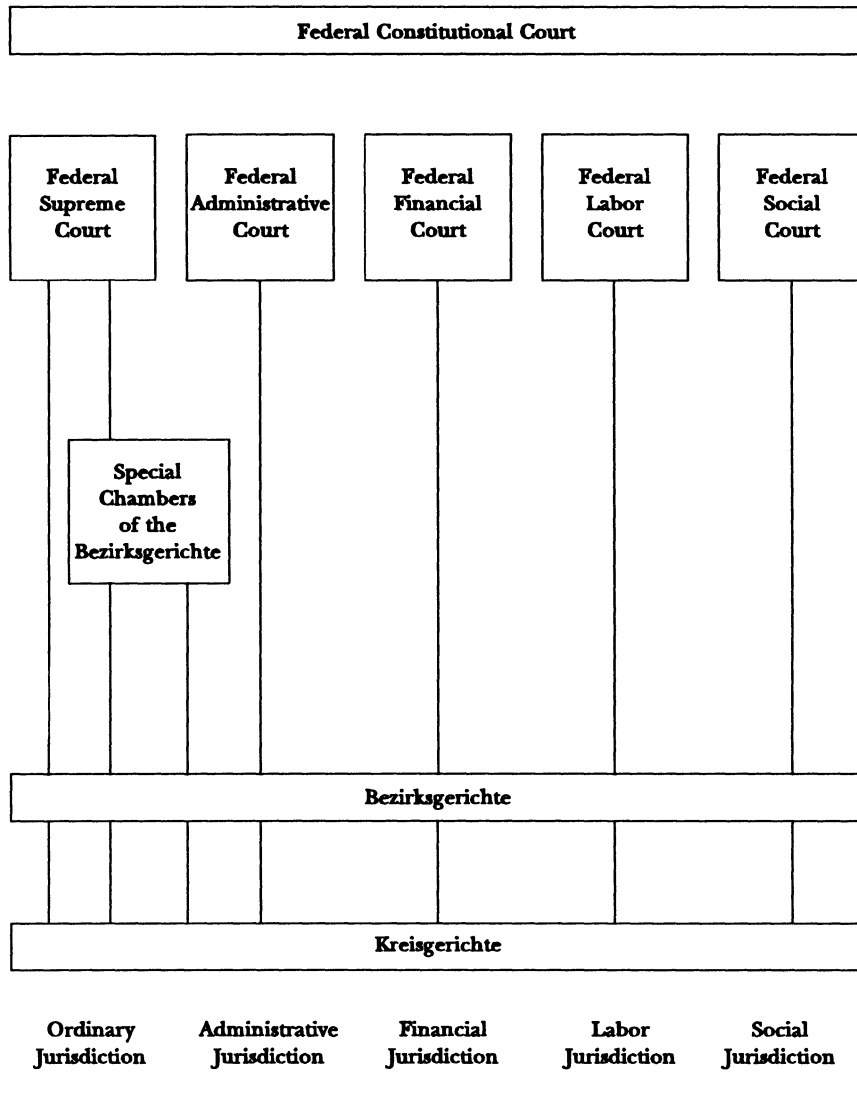 Federal Constitutional Court
Federal
Supreme
Court
Federal
Administrative
Court
Federal
Financial
Court
Federal
Labor
Court
Federal
Social
Court
Special
Chambers
of the
Bezirksgerichte
Bezirksgerichte
Kreisgerichte
Ordinary
Jurisdiction
Administrative
Jurisdiction
Financial
Jurisdiction
Labor
Jurisdiction
Social
Jurisdiction